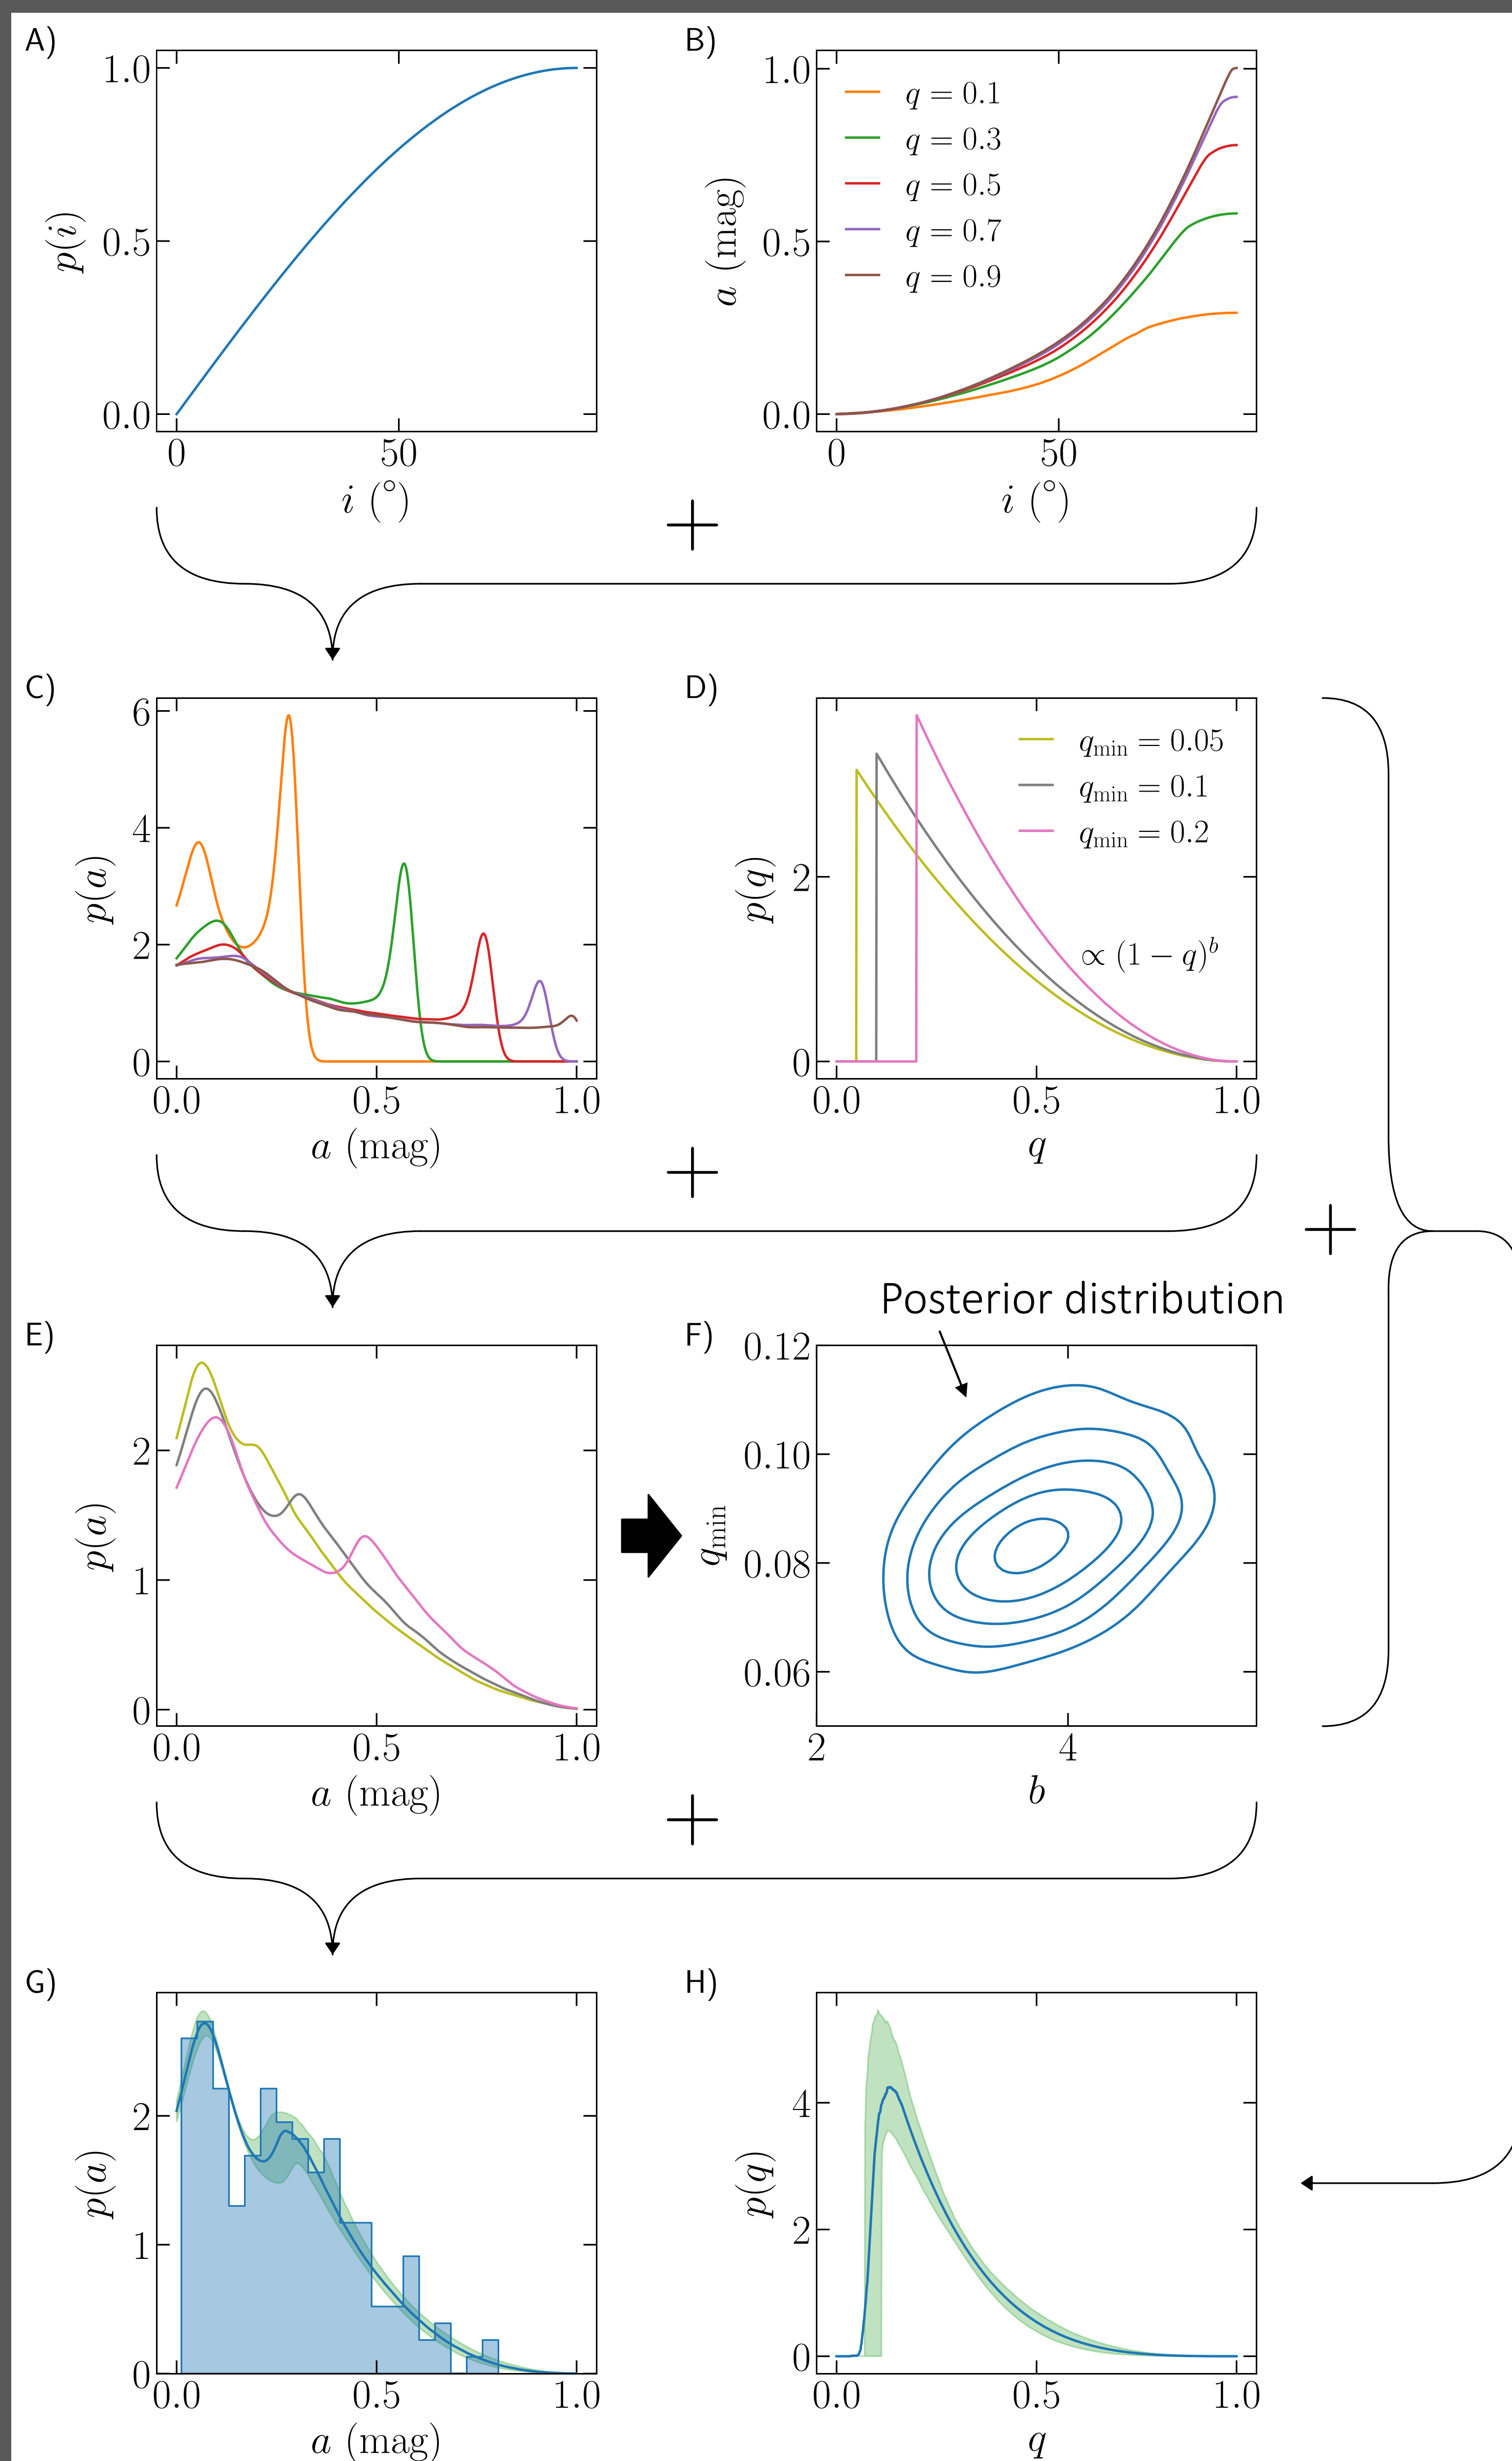 A)
1.0
0.5
0.0
p(i)
0
50
i (°)
B)
1.0
0.5
0.0
a (mag)
q = 0.1
q = 0.3
q = 0.5
q = 0.7
q = 0.9
0
50
i (°)
+
C)
6
4
2
0
p(a)
0.0
0.5
1.0
a (mag)
D)
2
0
p(q)
q_min = 0.05
q_min = 0.1
q_min = 0.2
∝ (1 − q)^b
0.0
0.5
1.0
q
+
+
Posterior distribution
E)
2
1
0
p(a)
0.0
0.5
1.0
a (mag)
F)
0.12
0.10
0.08
0.06
q_min
2
4
b
+
G)
2
1
0
p(a)
0.0
0.5
1.0
a (mag)
H)
4
2
0
p(q)
0.0
0.5
1.0
q